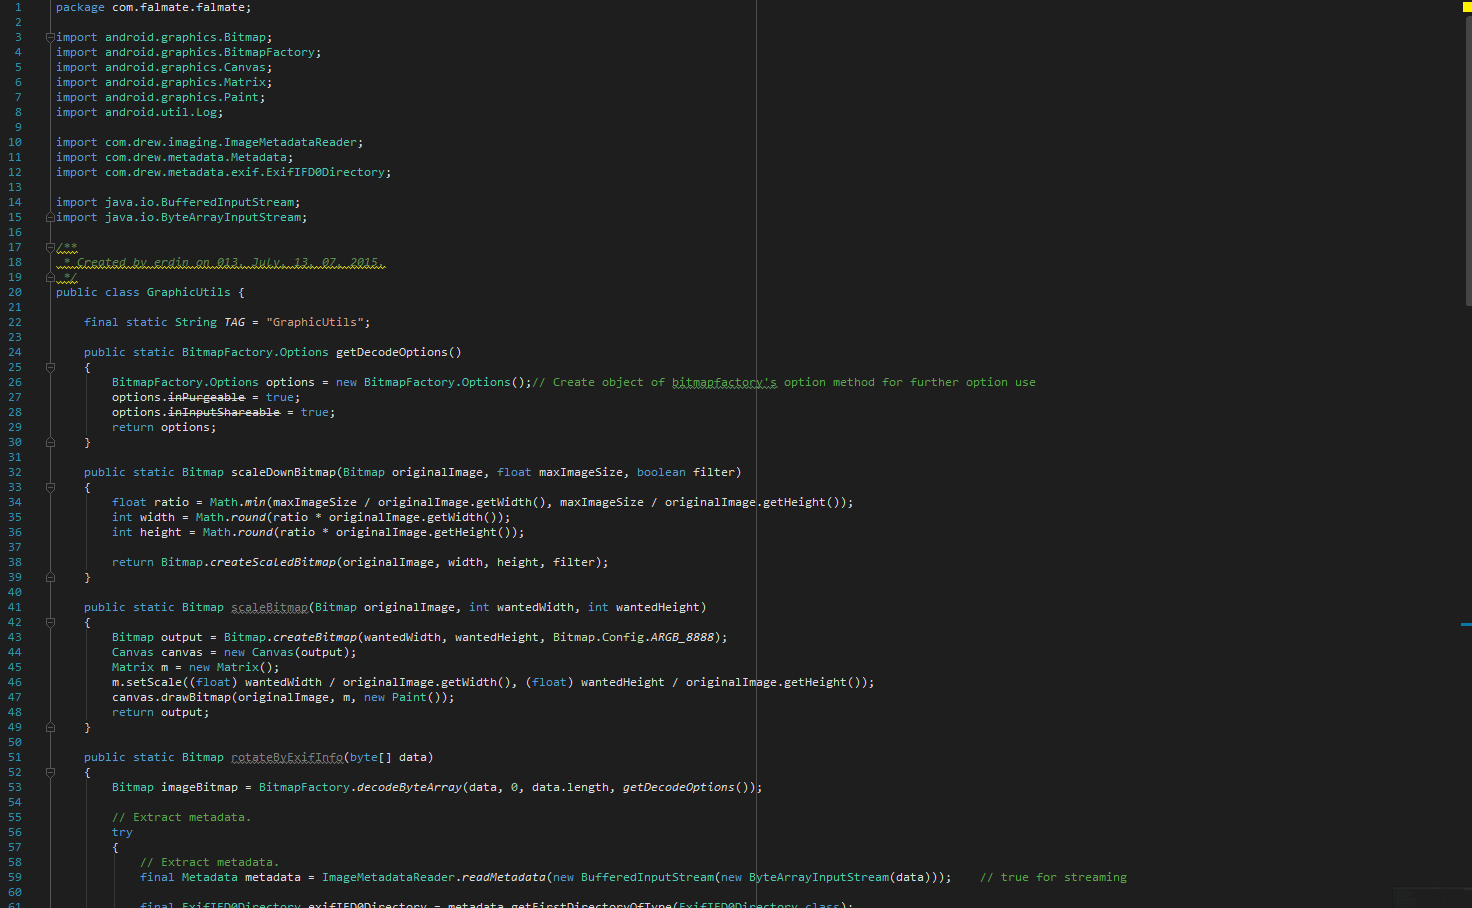 1 package com.falmate.falmate;
2
3 import android.graphics.Bitmap;
4 import android.graphics.BitmapFactory;
5 import android.graphics.Canvas;
6 import android.graphics.Matrix;
7 import android.graphics.Paint;
8 import android.util.Log;
9
10 import com.drew.imaging.ImageMetadataReader;
11 import com.drew.metadata.Metadata;
12 import com.drew.metadata.exif.ExifIFD0Directory;
13
14 import java.io.BufferedInputStream;
15 import java.io.ByteArrayInputStream;
16
17 /**
18 * Created by erdin on 013, July, 13, 07, 2015.
19 */
20 public class GraphicUtils {
21
22 final static String TAG = "GraphicUtils";
23
24 public static BitmapFactory.Options getDecodeOptions()
25 {
26 BitmapFactory.Options options = new BitmapFactory.Options();// Create object of bitmapfactory's option method for further option use
27 options.inPurgeable = true;
28 options.inInputShareable = true;
29 return options;
30 }
31
32 public static Bitmap scaleDownBitmap(Bitmap originalImage, float maxImageSize, boolean filter)
33 {
34 float ratio = Math.min(maxImageSize / originalImage.getWidth(), maxImageSize / originalImage.getHeight());
35 int width = Math.round(ratio * originalImage.getWidth());
36 int height = Math.round(ratio * originalImage.getHeight());
37
38 return Bitmap.createScaledBitmap(originalImage, width, height, filter);
39 }
40
41 public static Bitmap scaleBitmap(Bitmap originalImage, int wantedWidth, int wantedHeight)
42 {
43 Bitmap output = Bitmap.createBitmap(wantedWidth, wantedHeight, Bitmap.Config.ARGB_8888);
44 Canvas canvas = new Canvas(output);
45 Matrix m = new Matrix();
46 m.setScale((float) wantedWidth / originalImage.getWidth(), (float) wantedHeight / originalImage.getHeight());
47 canvas.drawBitmap(originalImage, m, new Paint());
48 return output;
49 }
50
51 public static Bitmap rotateByExifInfo(byte[] data)
52 {
53 Bitmap imageBitmap = BitmapFactory.decodeByteArray(data, 0, data.length, getDecodeOptions());
54
55 // Extract metadata.
56 try
57 {
58 // Extract metadata.
59 final Metadata metadata = ImageMetadataReader.readMetadata(new BufferedInputStream(new ByteArrayInputStream(data))); // true for streaming
60
61 final ExifIFD0Directory exifIFD0Directory = metadata.getFirstDirectoryOfType(ExifIFD0Directory.class);